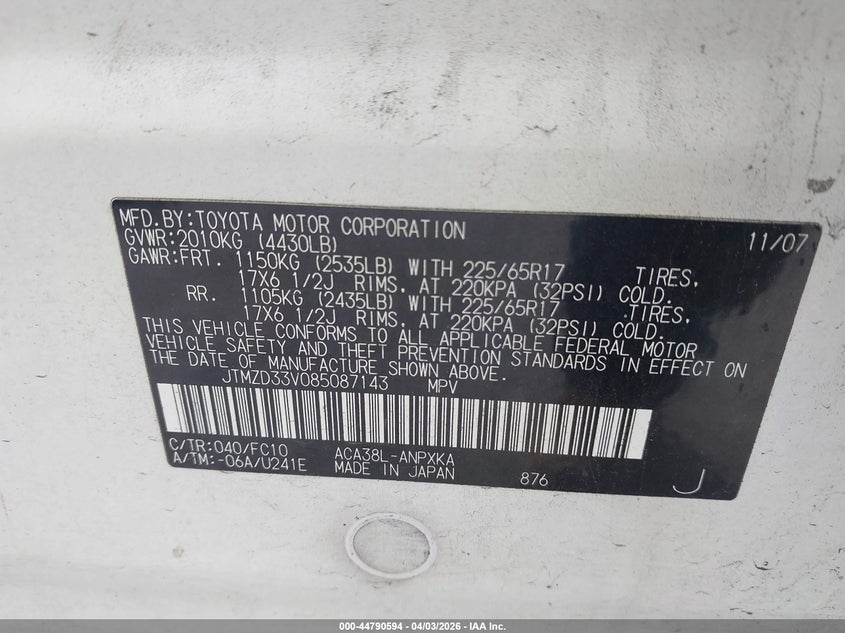 MFD.BY:TOYOTA MOTOR CORPORATION 11/07
GVWR:2010KG (4430LB)
GAWR:FRT. 1150KG (2535LB) WITH 225/65R17 TIRES,
17X6 1/2J RIMS, AT 220KPA (32PSI) COLD.
RR. 1105KG (2435LB) WITH 225/65R17 TIRES,
17X6 1/2J RIMS, AT 220KPA (32PSI) COLD.
THIS VEHICLE CONFORMS TO ALL APPLICABLE FEDERAL MOTOR
VEHICLE SAFETY AND THEFT PREVENTION STANDARDS IN EFFECT ON
THE DATE OF MANUFACTURE SHOWN ABOVE.
JTMZD33V085087143 MPV
C/TR:040/FC10 ACA38L-ANPXKA
A/TM:-06A/U241E MADE IN JAPAN 876 J
000-44790594 - 04/03/2026 - IAA Inc.